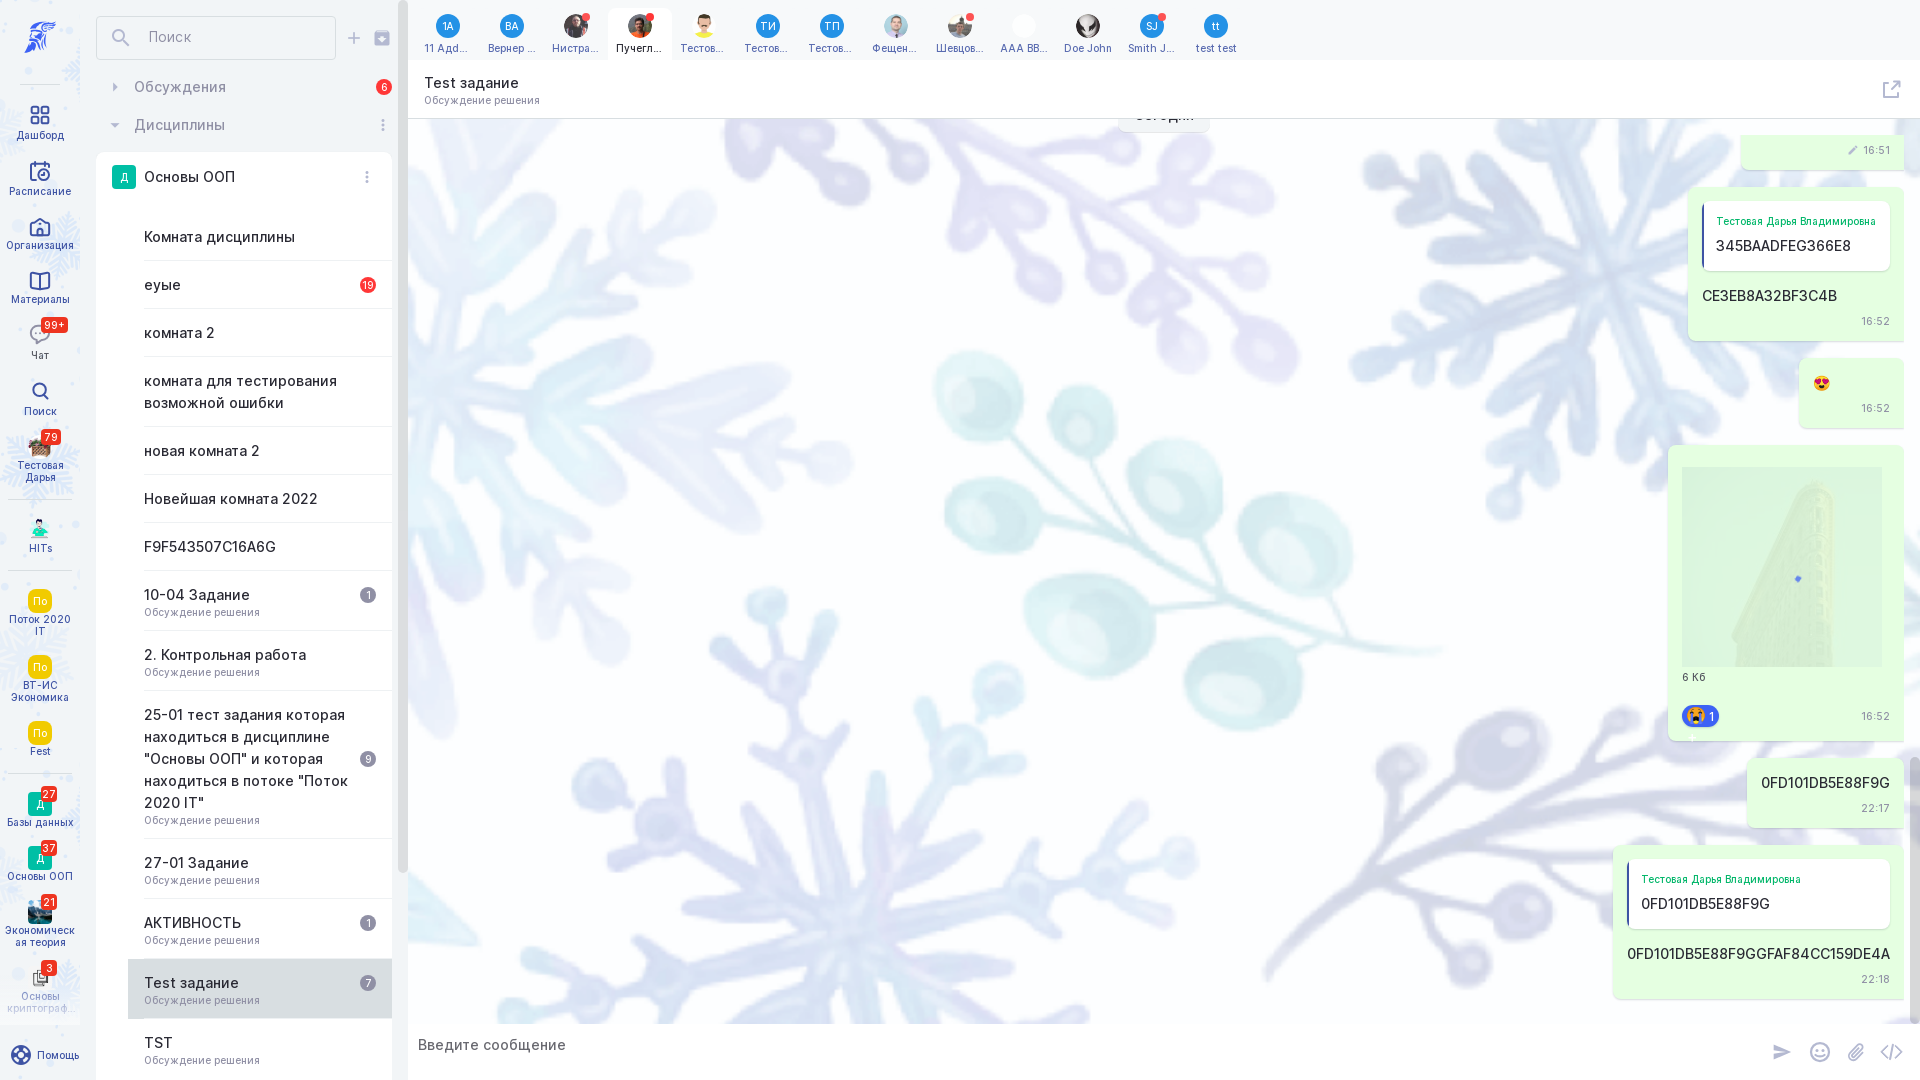 Дашборд
Расписание
Организация
Материалы
99+
Чат
Поиск
79
Тестовая
Дарья
HITs
По
Поток 2020
IT
По
ВТ-ИС
Экономика
По
Fest
27
Д
Базы данных
37
Д
Основы ООП
21
Экономическ
ая теория
3
Основы
криптограф...
Помощь
Поиск
Обсуждения
6
Дисциплины
Д
Основы ООП
Комната дисциплины
еуые
19
комната 2
комната для тестирования
возможной ошибки
новая комната 2
Новейшая комната 2022
F9F543507C16A6G
10-04 Задание
1
Обсуждение решения
2. Контрольная работа
Обсуждение решения
25-01 тест задания которая
находиться в дисциплине
"Основы ООП" и которая
9
находиться в потоке "Поток
2020 IT"
Обсуждение решения
27-01 Задание
Обсуждение решения
АКТИВНОСТЬ
1
Обсуждение решения
Test задание
7
Обсуждение решения
TST
Обсуждение решения
1А
11 Адд...
ВА
Вернер ...
Нистра...
Пучегл...
Тестов...
ТИ
Тестов...
ТП
Тестов...
Фещен...
Шевцов...
AAA BB...
Doe John
SJ
Smith J...
tt
test test
Test задание
Обсуждение решения
Сегодня
16:51
Тестовая Дарья Владимировна
345BAADFEG366E8
CE3EB8A32BF3C4B
16:52
16:52
6 Кб
1
16:52
0FD101DB5E88F9G
22:17
Тестовая Дарья Владимировна
0FD101DB5E88F9G
0FD101DB5E88F9GGFAF84CC159DE4A
22:18
Введите сообщение